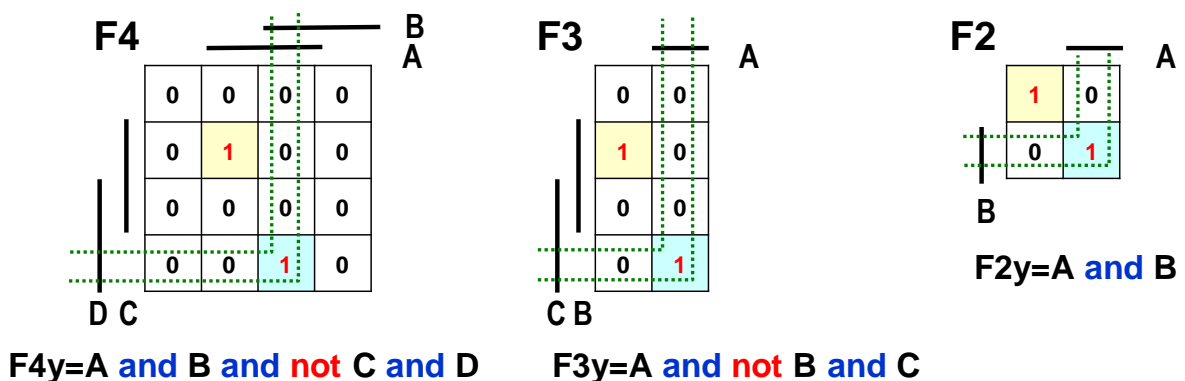 F4
B
A
0 0 0 0
0 1 0 0
0 0 0 0
0 0 1 0
D C
F4y=A and B and not C and D
F3
A
0 0
1 0
0 0
0 1
C B
F3y=A and not B and C
F2
A
1 0
0 1
B
F2y=A and B